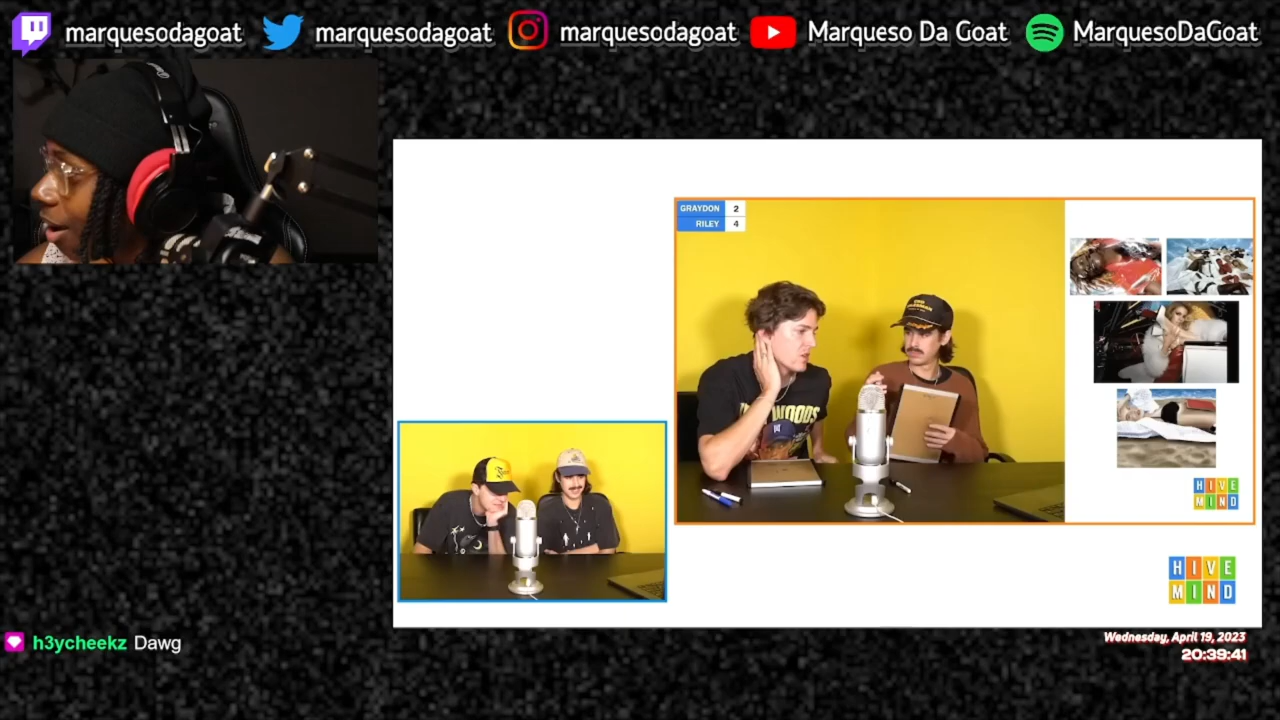 marquesodagoat marquesodagoat marquesodagoat Marqueso Da Goat MarquesoDaGoat
GRAYDON 2
RILEY 4
WOODS
HIVE
MIND
HIVE
MIND
h3ycheekz Dawg
Wednesday, April 19, 2023
20:39:41